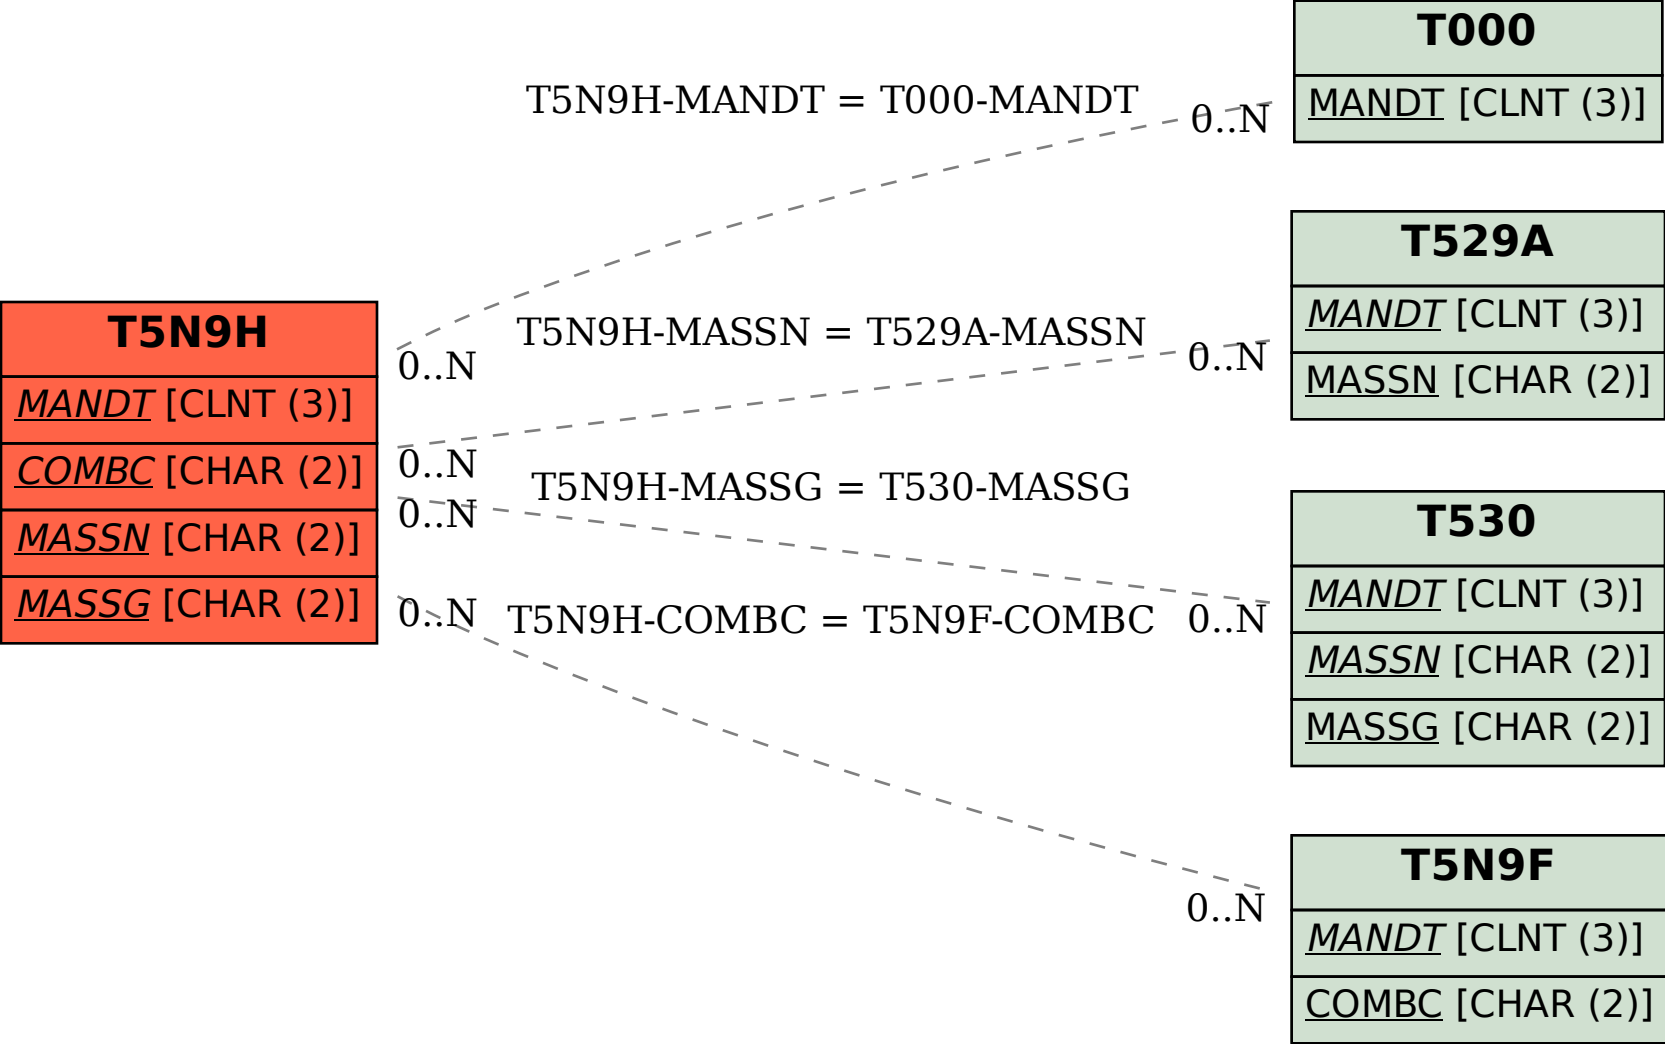 T5N9H
MANDT [CLNT (3)]
COMBC [CHAR (2)]
MASSN [CHAR (2)]
MASSG [CHAR (2)]
T5N9H-MANDT = T000-MANDT
0..N
0..N
T5N9H-MASSN = T529A-MASSN
0..N
0..N
T5N9H-MASSG = T530-MASSG
0..N
0..N
T5N9H-COMBC = T5N9F-COMBC
0..N
0..N
T000
MANDT [CLNT (3)]
T529A
MANDT [CLNT (3)]
MASSN [CHAR (2)]
T530
MANDT [CLNT (3)]
MASSN [CHAR (2)]
MASSG [CHAR (2)]
T5N9F
MANDT [CLNT (3)]
COMBC [CHAR (2)]